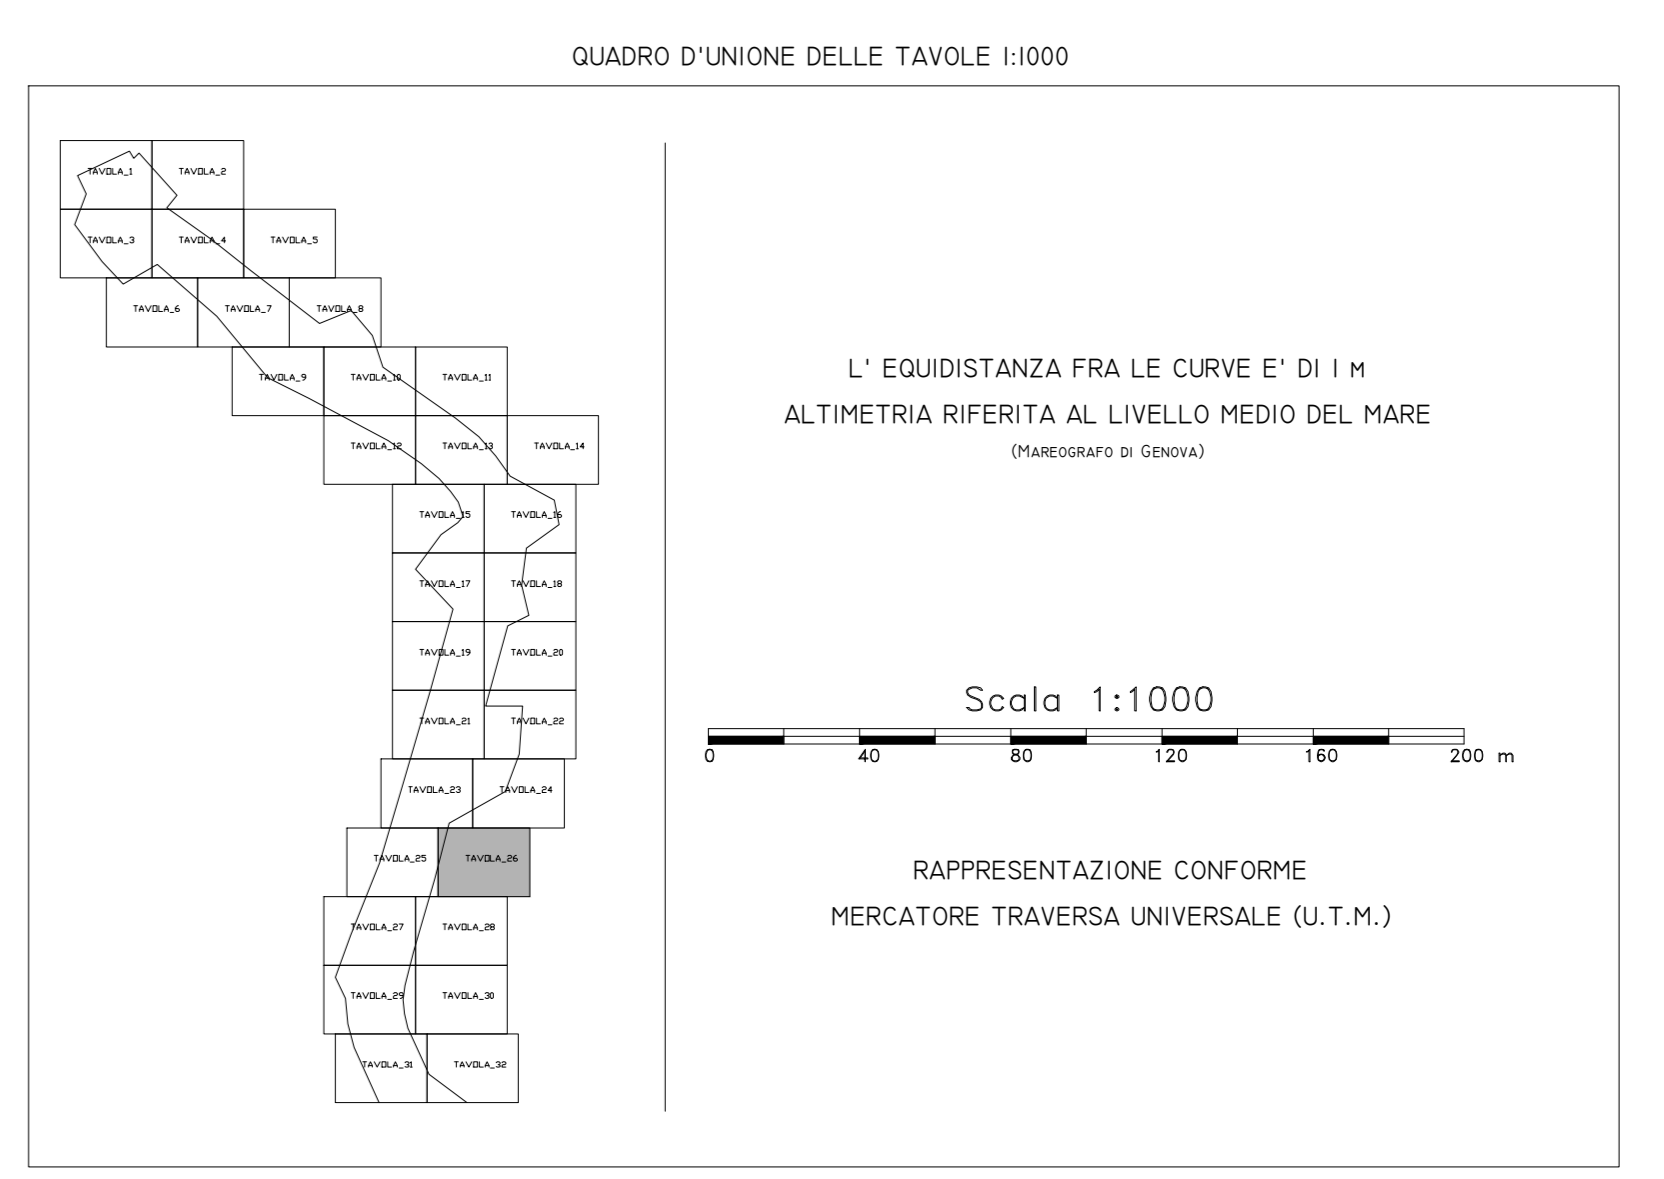 QUADRO D'UNIONE DELLE TAVOLE 1:1000
TAVOLA_1
TAVOLA_2
TAVOLA_3
TAVOLA_4
TAVOLA_5
TAVOLA_6
TAVOLA_7
TAVOLA_8
TAVOLA_9
TAVOLA_10
TAVOLA_11
TAVOLA_12
TAVOLA_13
TAVOLA_14
TAVOLA_15
TAVOLA_16
TAVOLA_17
TAVOLA_18
TAVOLA_19
TAVOLA_20
TAVOLA_21
TAVOLA_22
TAVOLA_23
TAVOLA_24
TAVOLA_25
TAVOLA_26
TAVOLA_27
TAVOLA_28
TAVOLA_29
TAVOLA_30
TAVOLA_31
TAVOLA_32
L' EQUIDISTANZA FRA LE CURVE E' DI 1 M
ALTIMETRIA RIFERITA AL LIVELLO MEDIO DEL MARE
(MAREOGRAFO DI GENOVA)
Scala 1:1000
0 40 80 120 160 200 m
RAPPRESENTAZIONE CONFORME
MERCATORE TRAVERSA UNIVERSALE (U.T.M.)